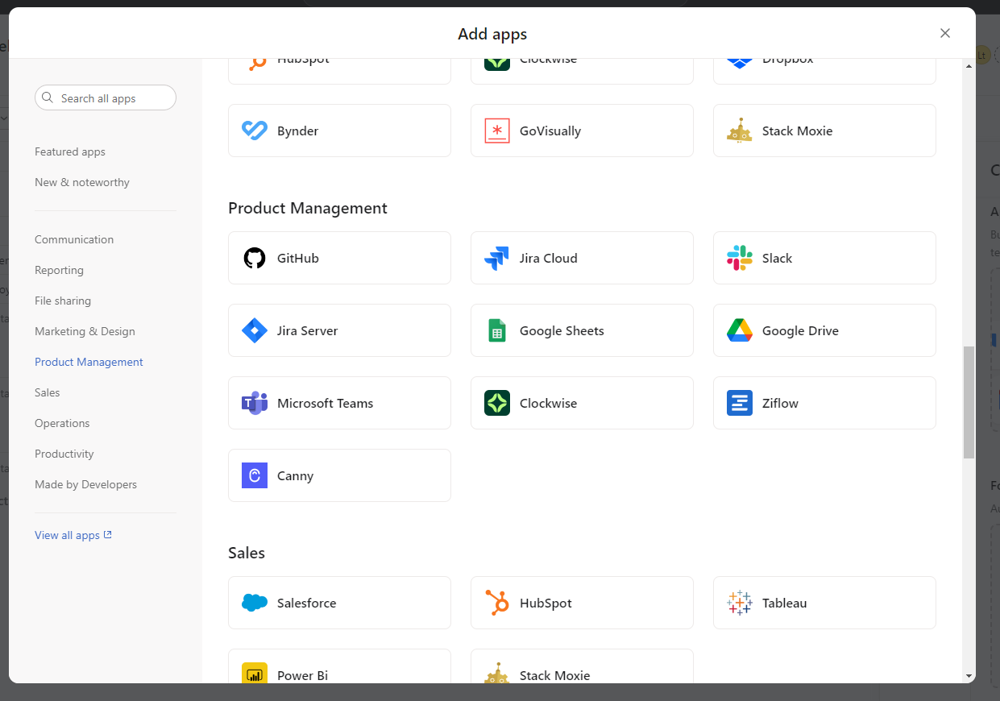 Add apps
Search all apps
Featured apps
New & noteworthy
Communication
Reporting
File sharing
Marketing & Design
Product Management
Sales
Operations
Productivity
Made by Developers
View all apps
HubSpot
Clockwise
Dropbox
Bynder
GoVisually
Stack Moxie
Product Management
GitHub
Jira Cloud
Slack
Jira Server
Google Sheets
Google Drive
Microsoft Teams
Clockwise
Ziflow
Canny
Sales
Salesforce
HubSpot
Tableau
Power Bi
Stack Moxie
Lt